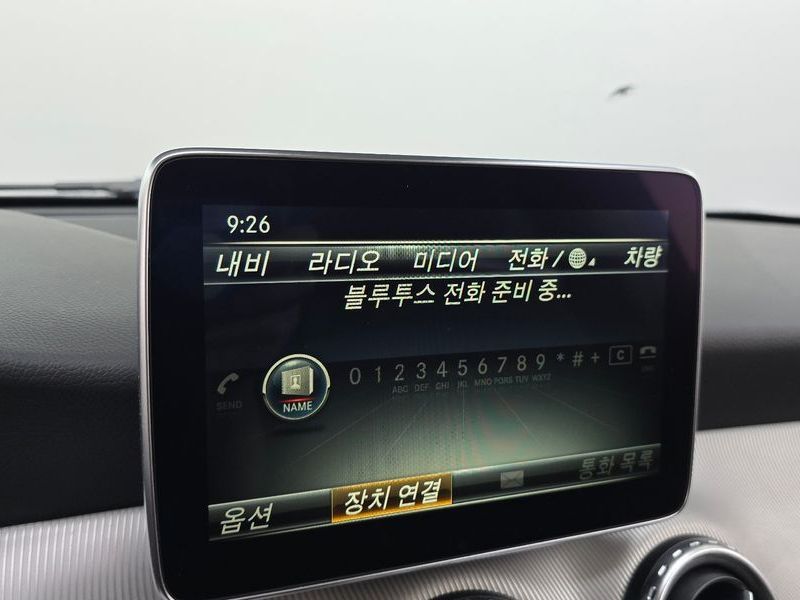 9:26
내비 라디오 미디어 전화 / 차량
블루투스 전화 준비 중...
SEND NAME 0 1 2 3 4 5 6 7 8 9 * # + C
ABC DEF GHI JKL MNO PQRS TUV WXYZ
옵션 장치 연결 통화 목록